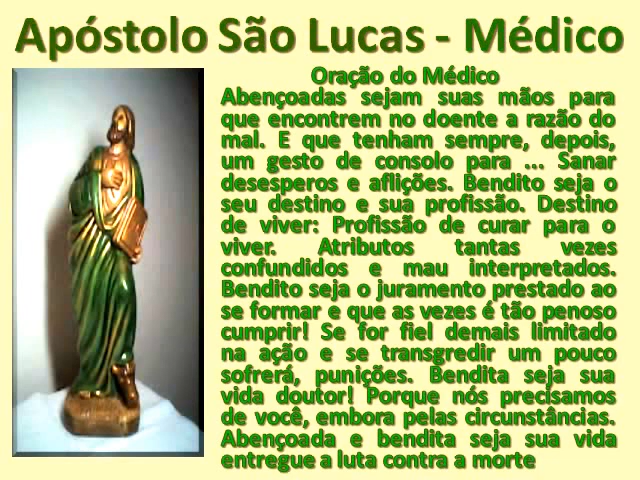 Apóstolo São Lucas - Médico
Oração do Médico
Abençoadas sejam suas mãos para
que encontrem no doente a razão do
mal. E que tenham sempre, depois,
um gesto de consolo para ... Sanar
desesperos e aflições. Bendito seja o
seu destino e sua profissão. Destino
de viver: Profissão de curar para o
viver. Atributos tantas vezes
confundidos e mau interpretados.
Bendito seja o juramento prestado ao
se formar e que as vezes é tão penoso
cumprir! Se for fiel demais limitado
na ação e se transgredir um pouco
sofrerá, punições. Bendita seja sua
vida doutor! Porque nós precisamos
de você, embora pelas circunstâncias.
Abençoada e bendita seja sua vida
entregue a luta contra a morte